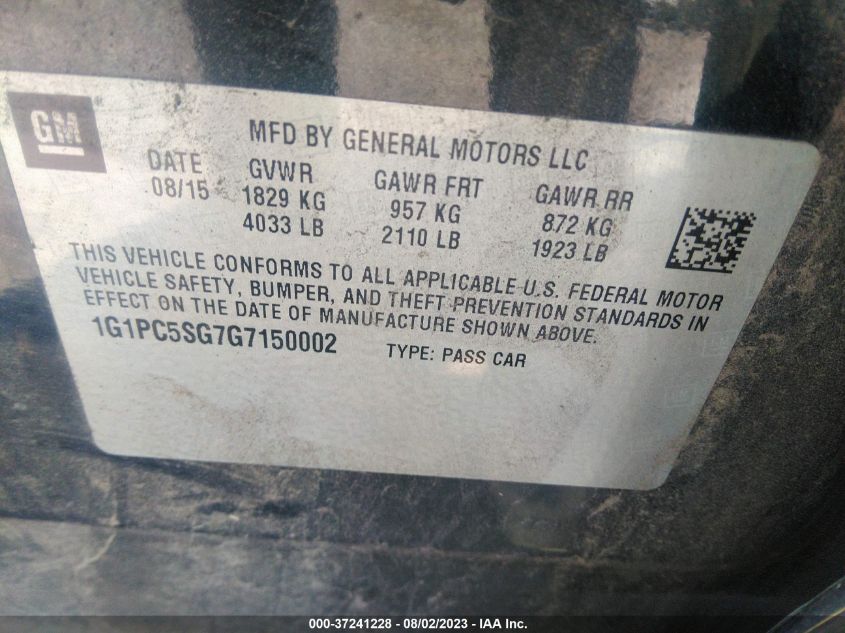 GM
MFD BY GENERAL MOTORS LLC
DATE GVWR GAWR FRT GAWR RR
08/15 1829 KG 957 KG 872 KG
4033 LB 2110 LB 1923 LB
THIS VEHICLE CONFORMS TO ALL APPLICABLE U.S. FEDERAL MOTOR
VEHICLE SAFETY, BUMPER, AND THEFT PREVENTION STANDARDS IN
EFFECT ON THE DATE OF MANUFACTURE SHOWN ABOVE.
1G1PC5SG7G7150002 TYPE: PASS CAR
000-37241228 - 08/02/2023 - IAA Inc.